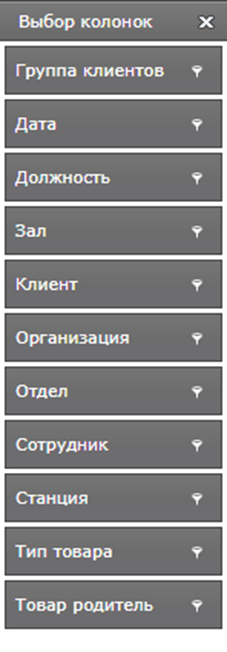 Выбор колонок
Группа клиентов
Дата
Должность
Зал
Клиент
Организация
Отдел
Сотрудник
Станция
Тип товара
Товар родитель